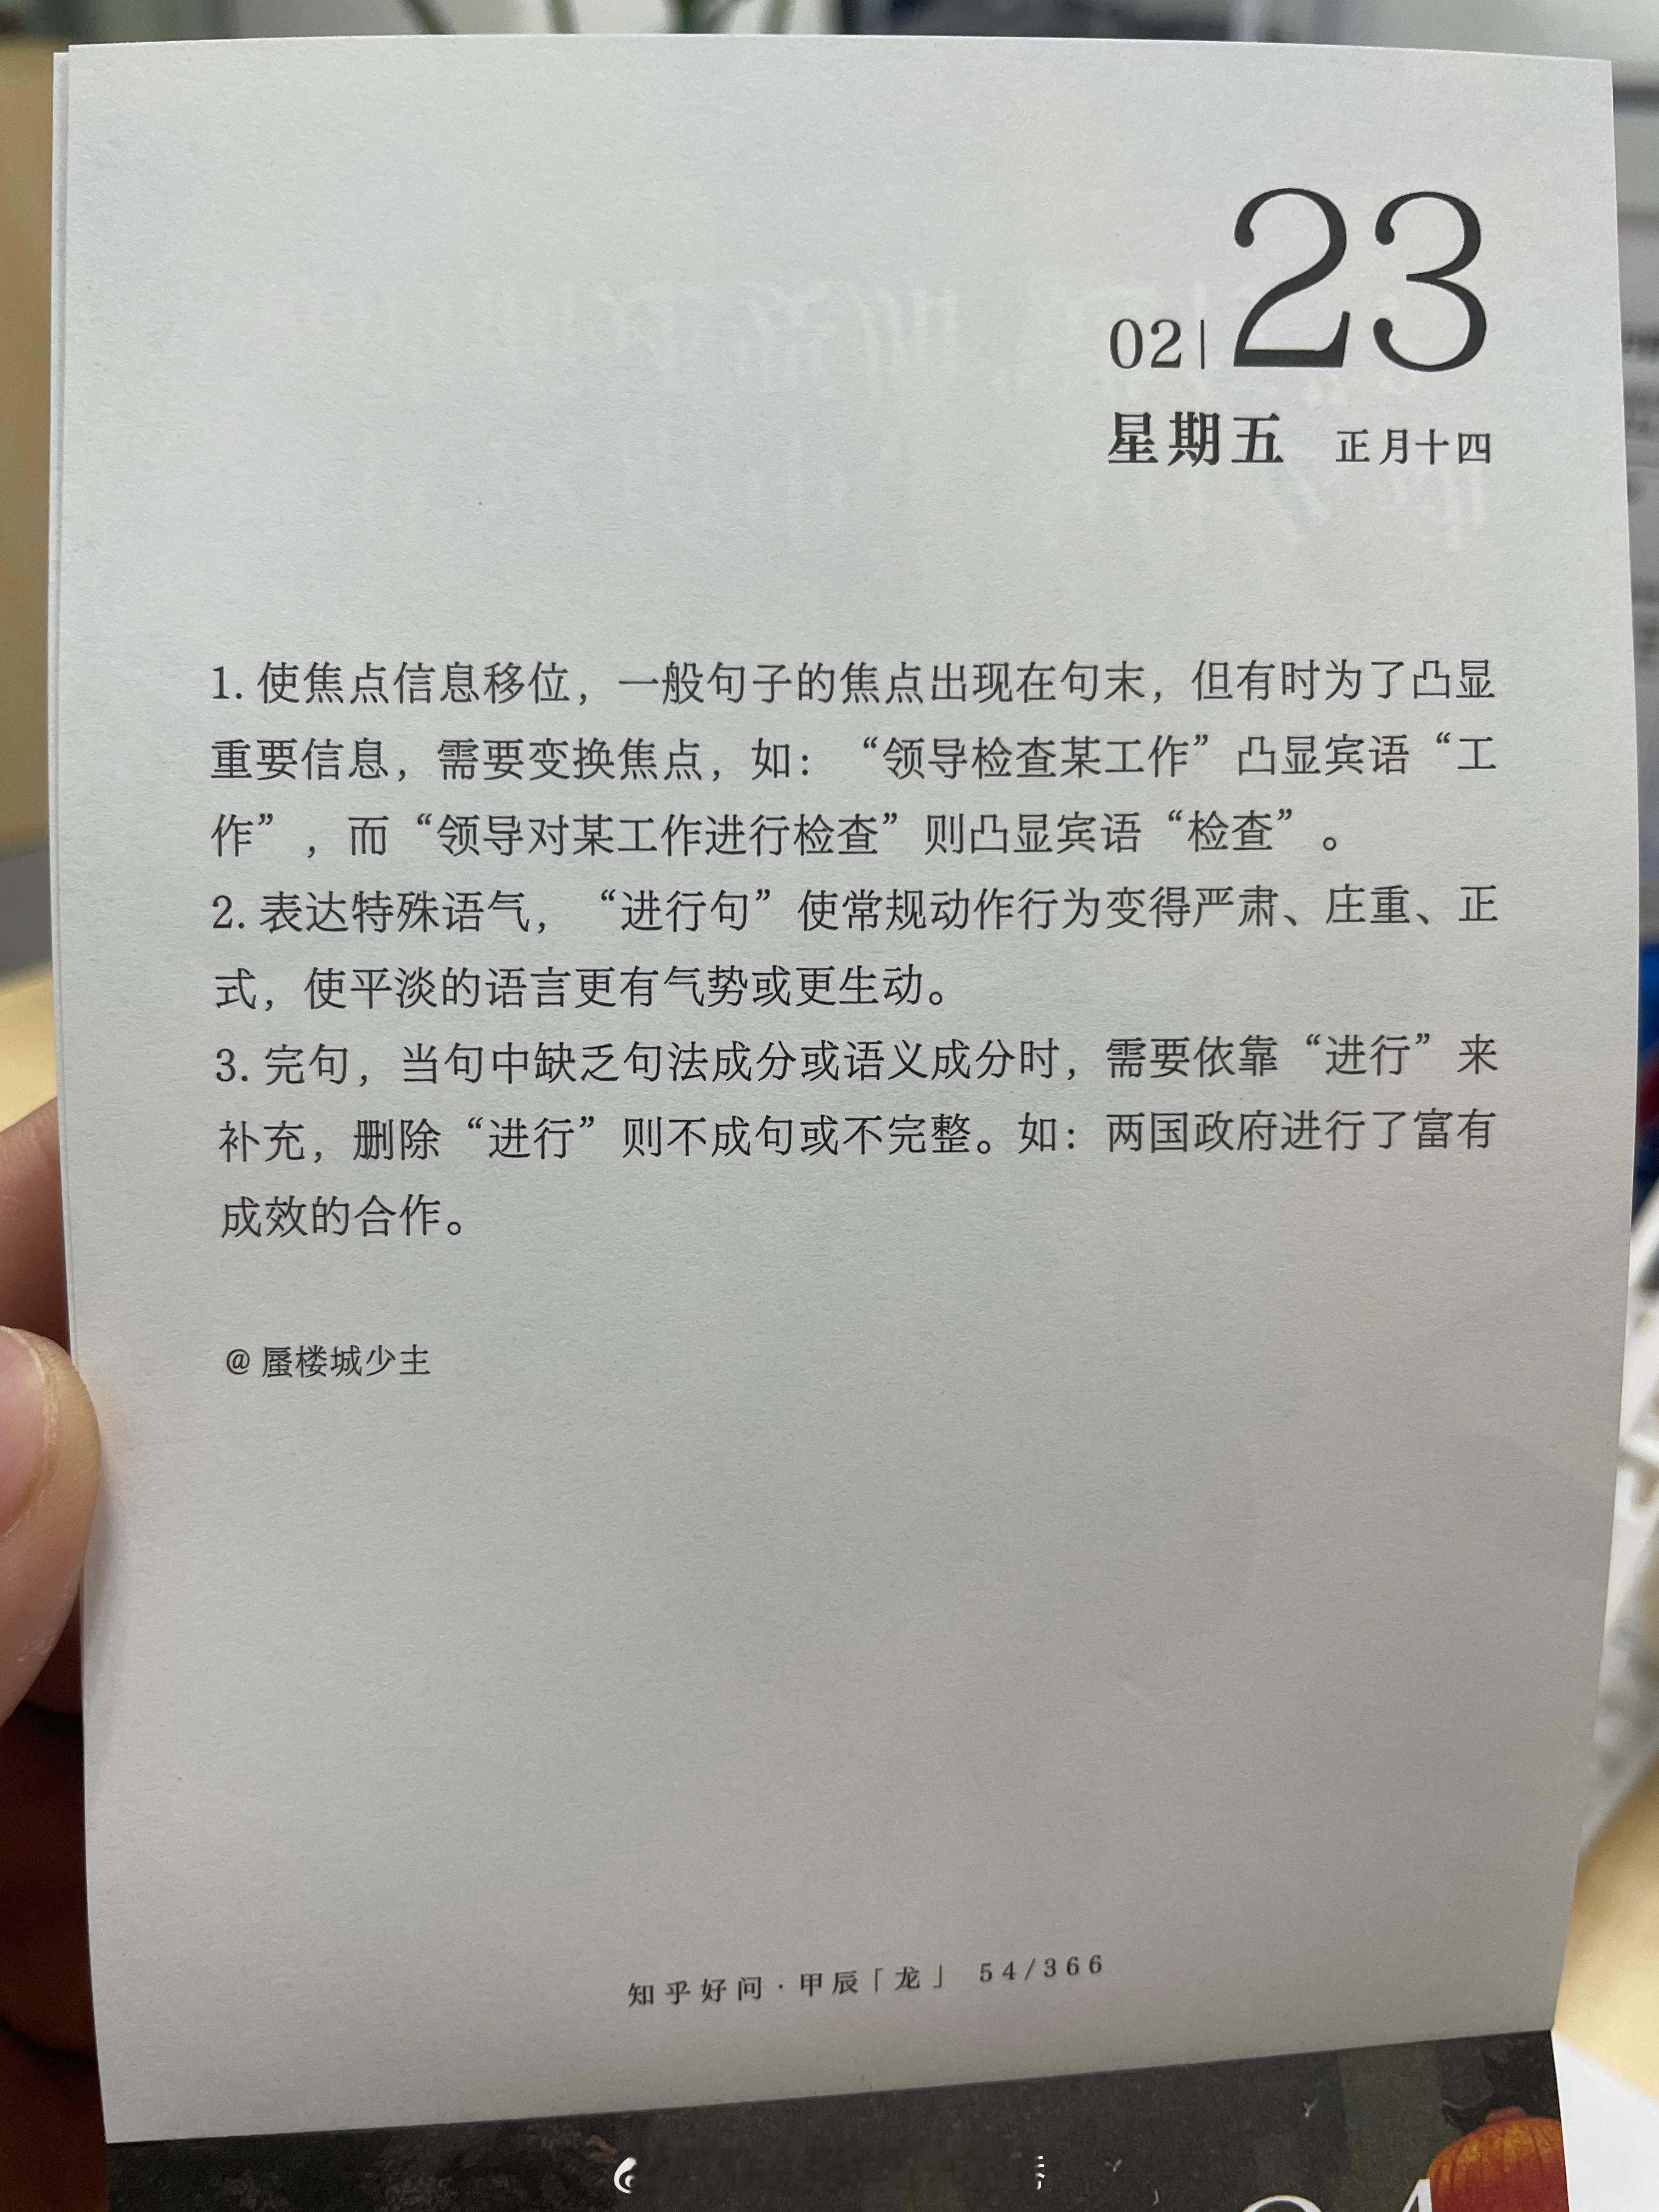 02|23
星期五 正月十四
1. 使焦点信息移位，一般句子的焦点出现在句末，但有时为了凸显
重要信息，需要变换焦点，如：“领导检查某工作”凸显宾语“工
作”，而“领导对某工作进行检查”则凸显宾语“检查”。
2. 表达特殊语气，“进行句”使常规动作行为变得严肃、庄重、正
式，使平淡的语言更有气势或更生动。
3. 完句，当句中缺乏句法成分或语义成分时，需要依靠“进行”来
补充，删除“进行”则不成句或不完整。如：两国政府进行了富有
成效的合作。
@ 蜃楼城少主
知乎好问·甲辰「龙」 54/366